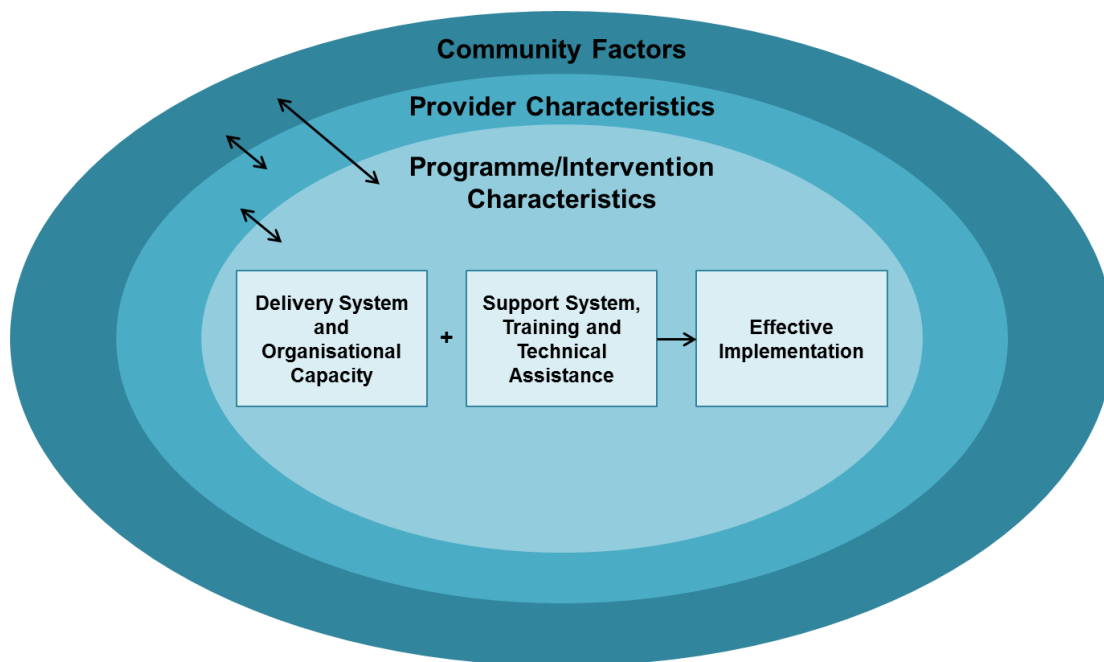 Community Factors
Provider Characteristics
Programme/Intervention
Characteristics
Delivery System
and
Organisational
Capacity
+
Support System,
Training and
Technical
Assistance
Effective
Implementation